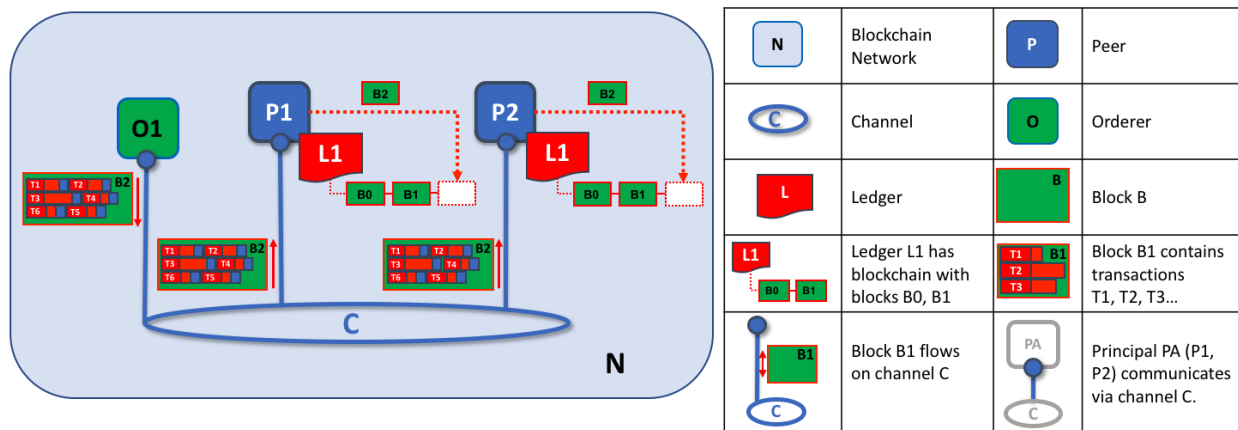 O1
P1
B2
L1
B0
B1
P2
B2
L1
B0
B1
T1 T2 B2
T3 T4
T6 T5
T1 T2 B2
T3 T4
T6 T5
T1 T2 B2
T3 T4
T6 T5
C
N
N
Blockchain
Network
P
Peer
C
Channel
O
Orderer
L
Ledger
B
Block B
L1
B0
B1
Ledger L1 has
blockchain with
blocks B0, B1
T1 B1
T2
T3
Block B1 contains
transactions
T1, T2, T3...
B1
C
Block B1 flows
on channel C
PA
C
Principal PA (P1,
P2) communicates
via channel C.